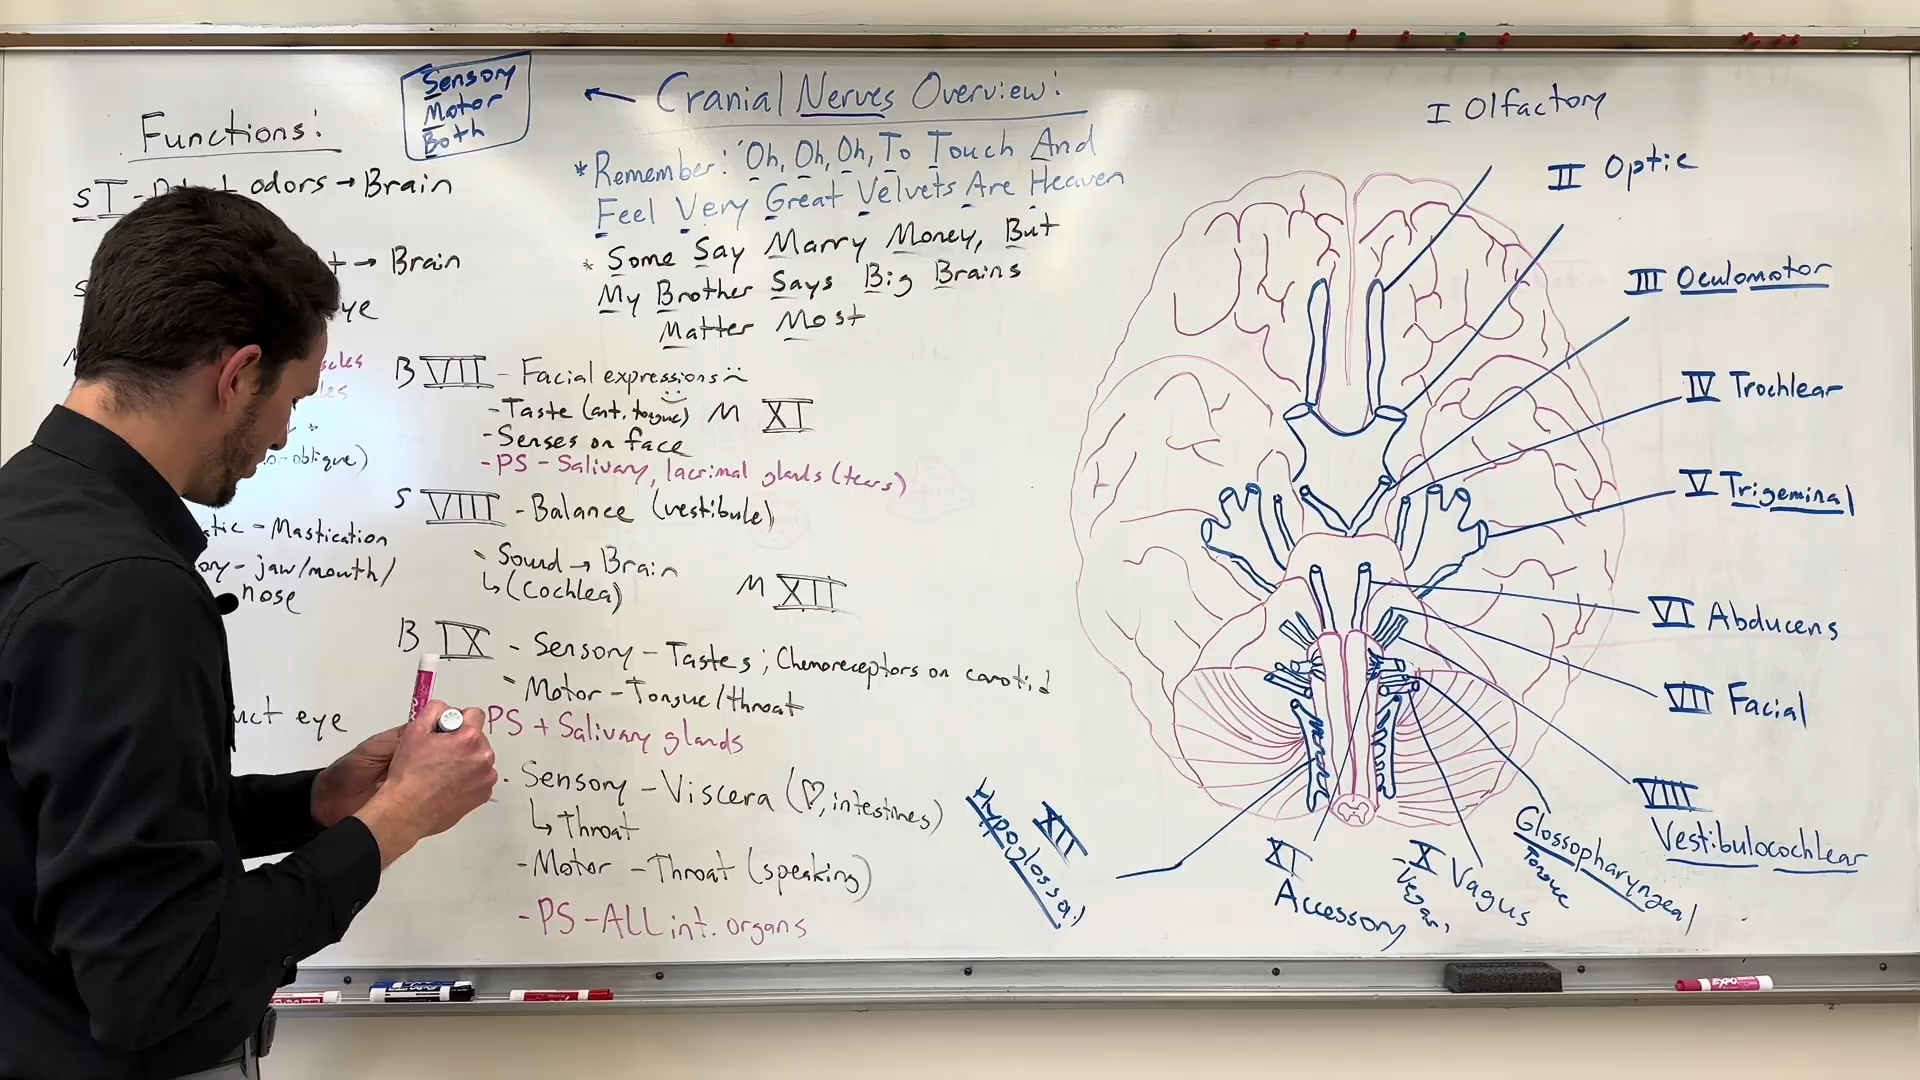 Sensory
Motor
Both
← Cranial Nerves Overview:
Functions:
* Remember: "Oh, Oh, Oh, To Touch And
Feel Very Great Velvets Are Heaven
* Some Say Marry Money, But
My Brother Says Big Brains
Matter Most
S I - odors → Brain
→ Brain
eye
-oblique)
- Mastication
- jaw/mouth/
nose
eye
B VII - Facial expressions
- Taste (ant. tongue)
- Senses on face
- PS - Salivary, lacrimal glands (tears)
S VIII - Balance (vestibule)
- Sound → Brain
↳ (cochlea)
B IX - Sensory - Tastes; Chemoreceptors on carotid
- Motor - Tongue/throat
PS + Salivary glands
- Sensory - Viscera (♡, intestines)
↳ Throat
- Motor - Throat (speaking)
- PS - ALL int. organs
M XI
M XII
I Olfactory
II Optic
III Oculomotor
IV Trochlear
V Trigeminal
VI Abducens
VII Facial
VIII
Vestibulocochlear
Glossopharyngeal
Tongue
X Vagus
XI
Accessory
XII
Hypoglossal
EXPO